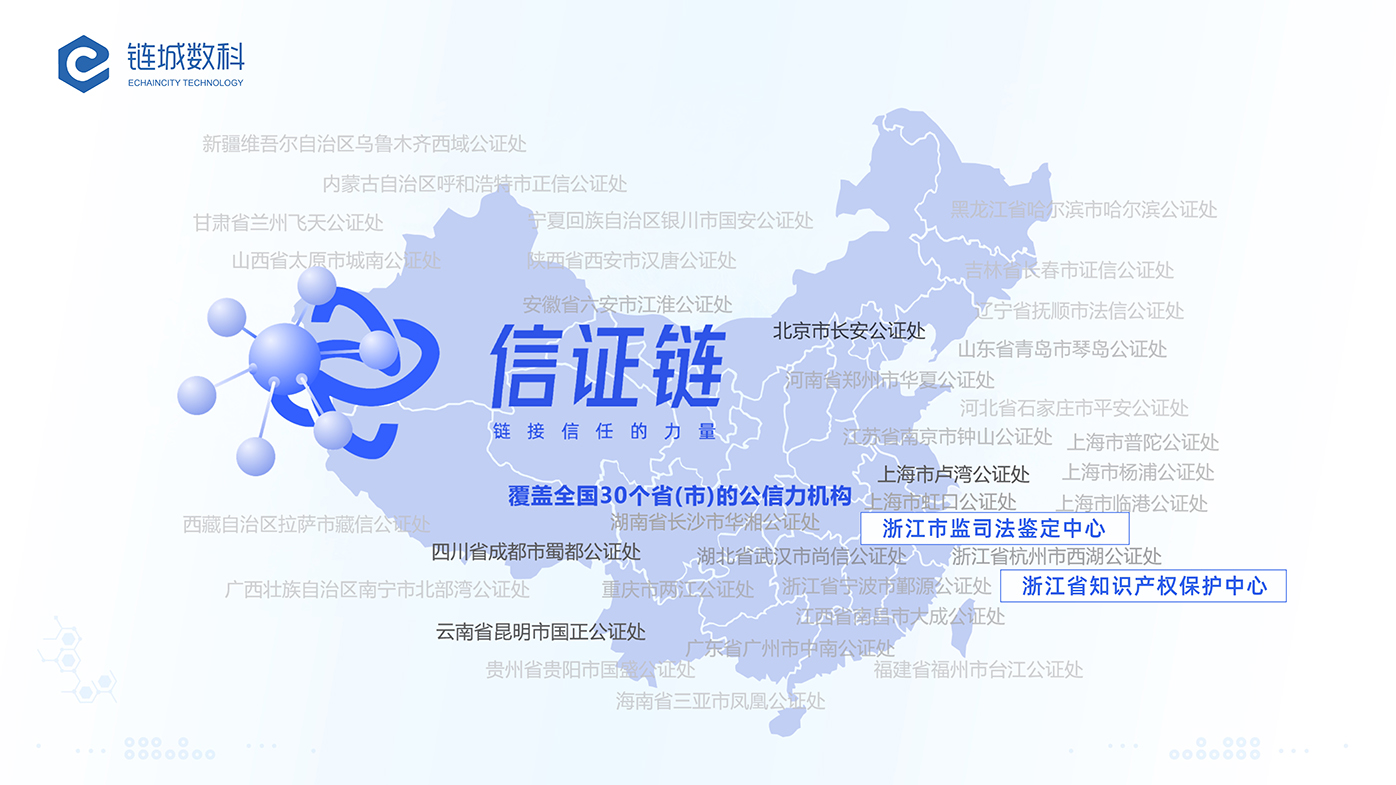 链城数科
ECHAINCITY TECHNOLOGY
新疆维吾尔自治区乌鲁木齐西域公证处
内蒙古自治区呼和浩特市正信公证处
甘肃省兰州飞天公证处
宁夏回族自治区银川市国安公证处
黑龙江省哈尔滨市哈尔滨公证处
山西省太原市城南公证处
陕西省西安市汉唐公证处
吉林省长春市证信公证处
安徽省六安市江淮公证处
辽宁省抚顺市法信公证处
北京市长安公证处
山东省青岛市琴岛公证处
信证链
河南省郑州市华夏公证处
河北省石家庄市平安公证处
链接信任的力量
江苏省南京市钟山公证处
上海市普陀公证处
上海市卢湾公证处
上海市杨浦公证处
覆盖全国30个省(市)的公信力机构
上海市虹口公证处
上海市临港公证处
西藏自治区拉萨市藏信公证处
湖南省长沙市华湘公证处
浙江市监司法鉴定中心
四川省成都市蜀都公证处
湖北省武汉市尚信公证处
浙江省杭州市西湖公证处
广西壮族自治区南宁市北部湾公证处
重庆市两江公证处
浙江省宁波市鄞源公证处
浙江省知识产权保护中心
江西省南昌市大成公证处
云南省昆明市国正公证处
广东省广州市中南公证处
贵州省贵阳市国盛公证处
福建省福州市台江公证处
海南省三亚市凤凰公证处